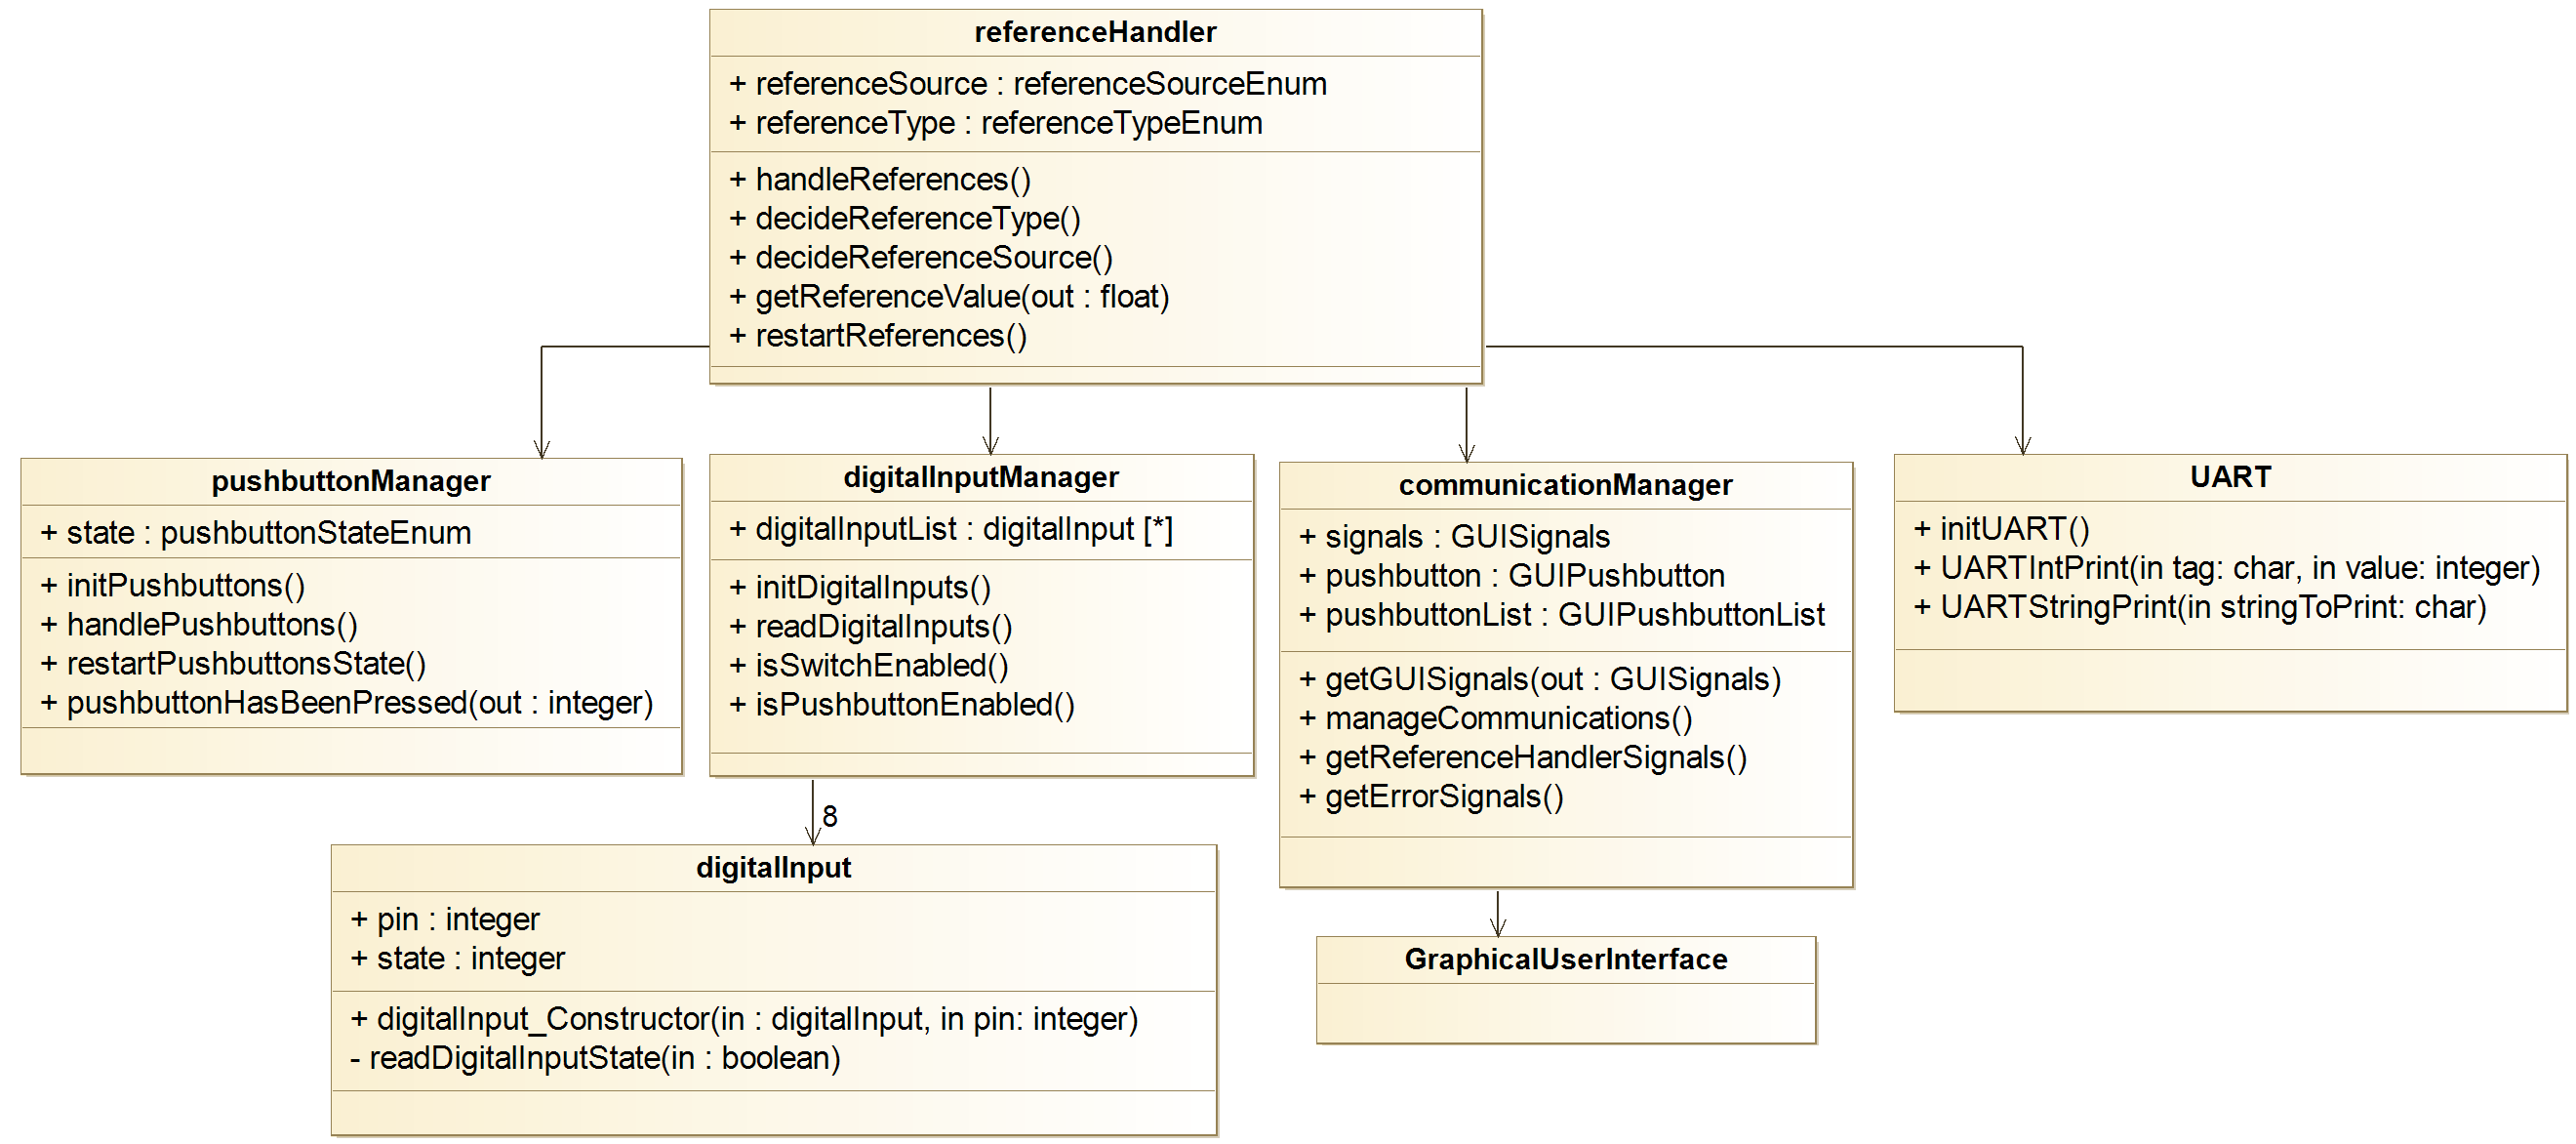 referenceHandler
+ referenceSource : referenceSourceEnum
+ referenceType : referenceTypeEnum
+ handleReferences()
+ decideReferenceType()
+ decideReferenceSource()
+ getReferenceValue(out : float)
+ restartReferences()
pushbuttonManager
+ state : pushbuttonStateEnum
+ initPushbuttons()
+ handlePushbuttons()
+ restartPushbuttonsState()
+ pushbuttonHasBeenPressed(out : integer)
digitalInputManager
+ digitalInputList : digitalInput [*]
+ initDigitalInputs()
+ readDigitalInputs()
+ isSwitchEnabled()
+ isPushbuttonEnabled()
communicationManager
+ signals : GUISignals
+ pushbutton : GUIPushbutton
+ pushbuttonList : GUIPushbuttonList
+ getGUISignals(out : GUISignals)
+ manageCommunications()
+ getReferenceHandlerSignals()
+ getErrorSignals()
UART
+ initUART()
+ UARTIntPrint(in tag: char, in value: integer)
+ UARTStringPrint(in stringToPrint: char)
8
digitalInput
+ pin : integer
+ state : integer
+ digitalInput_Constructor(in : digitalInput, in pin: integer)
- readDigitalInputState(in : boolean)
GraphicalUserInterface